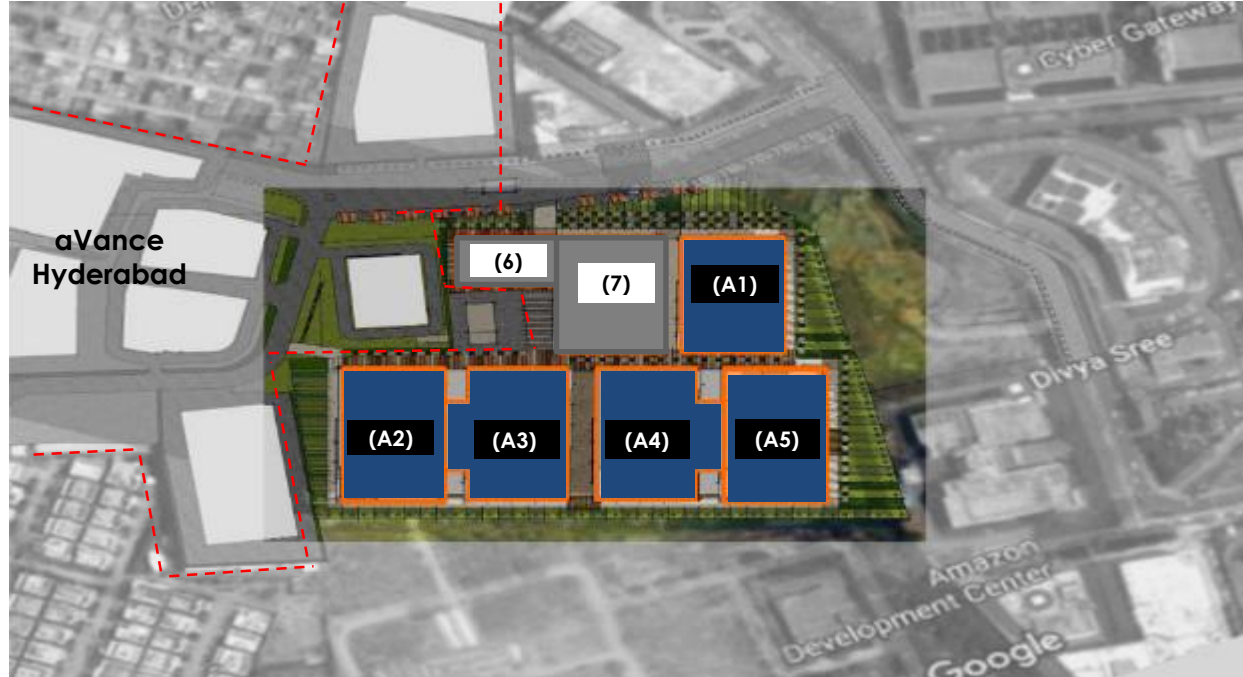 Cyber Gateway
aVance
Hyderabad
(6)
(7)
(A1)
Divya Sree
(A2)
(A3)
(A4)
(A5)
Amazon
Development Center
Google